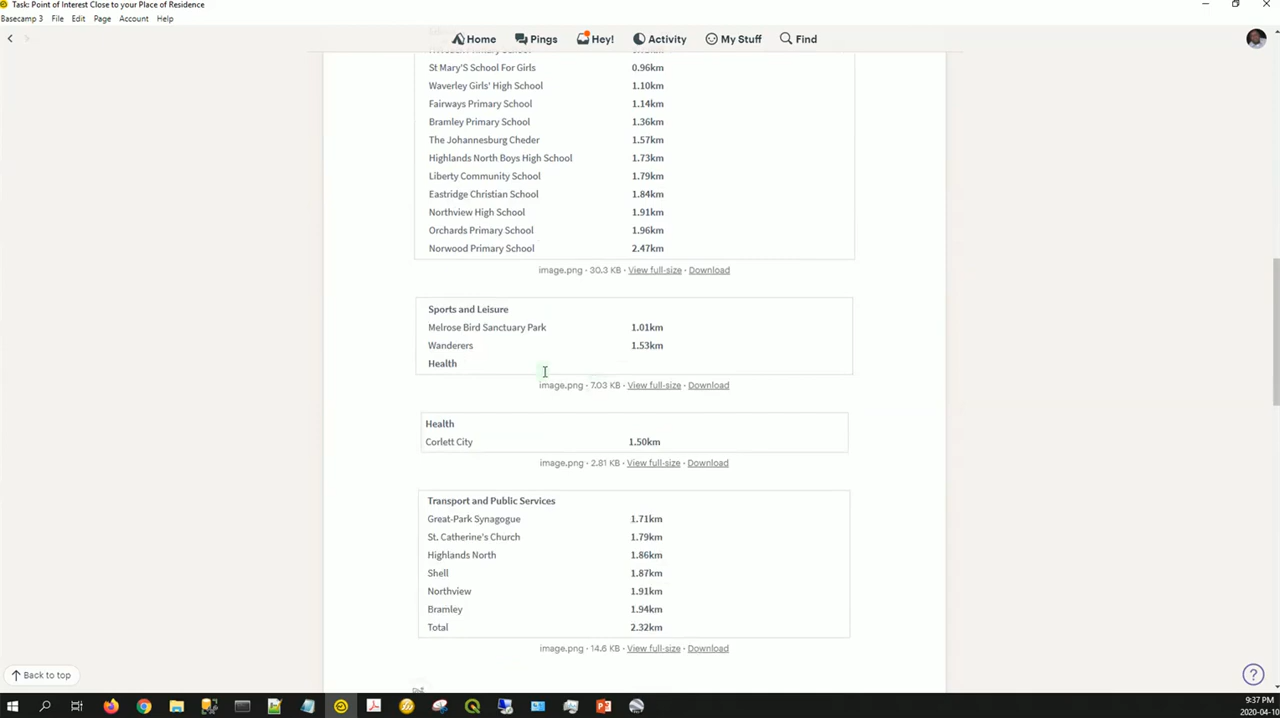 Task: Point of Interest Close to your Place of Residence
Basecamp 3 File Edit Page Account Help
Home Pings Hey! Activity My Stuff Find
St Mary'S School For Girls 0.96km
Waverley Girls' High School 1.10km
Fairways Primary School 1.14km
Bramley Primary School 1.36km
The Johannesburg Cheder 1.57km
Highlands North Boys High School 1.73km
Liberty Community School 1.79km
Eastridge Christian School 1.84km
Northview High School 1.91km
Orchards Primary School 1.96km
Norwood Primary School 2.47km
image.png · 30.3 KB · View full-size · Download
Sports and Leisure
Melrose Bird Sanctuary Park 1.01km
Wanderers 1.53km
Health
image.png · 7.03 KB · View full-size · Download
Health
Corlett City 1.50km
image.png · 2.81 KB · View full-size · Download
Transport and Public Services
Great-Park Synagogue 1.71km
St. Catherine's Church 1.79km
Highlands North 1.86km
Shell 1.87km
Northview 1.91km
Bramley 1.94km
Total 2.32km
image.png · 14.6 KB · View full-size · Download
Back to top
?
9:37 PM
2020-04-10